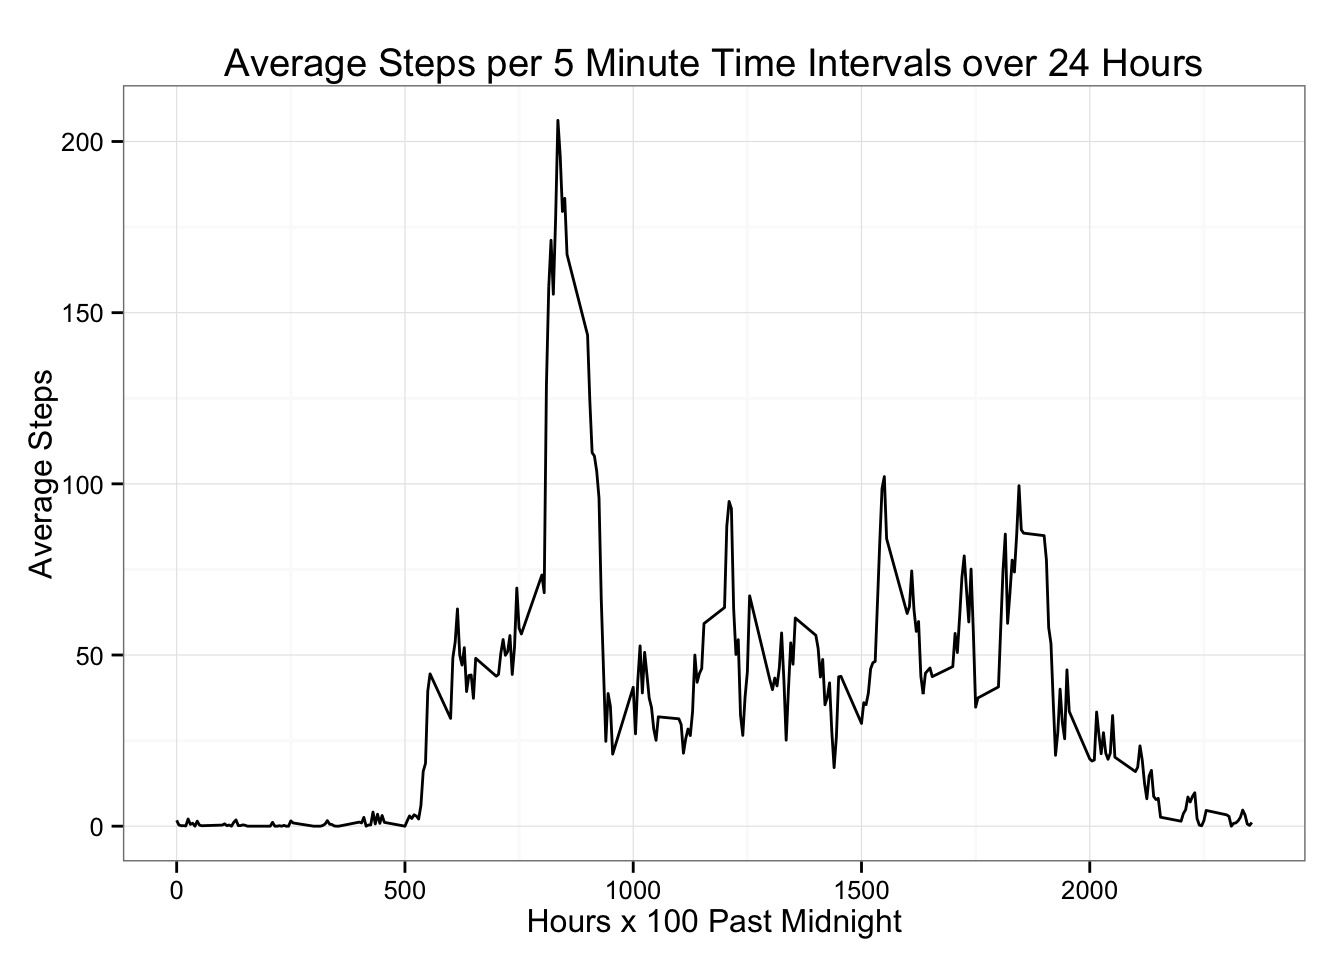 Average Steps per 5 Minute Time Intervals over 24 Hours
Average Steps
200
150
100
50
0
0 500 1000 1500 2000
Hours x 100 Past Midnight